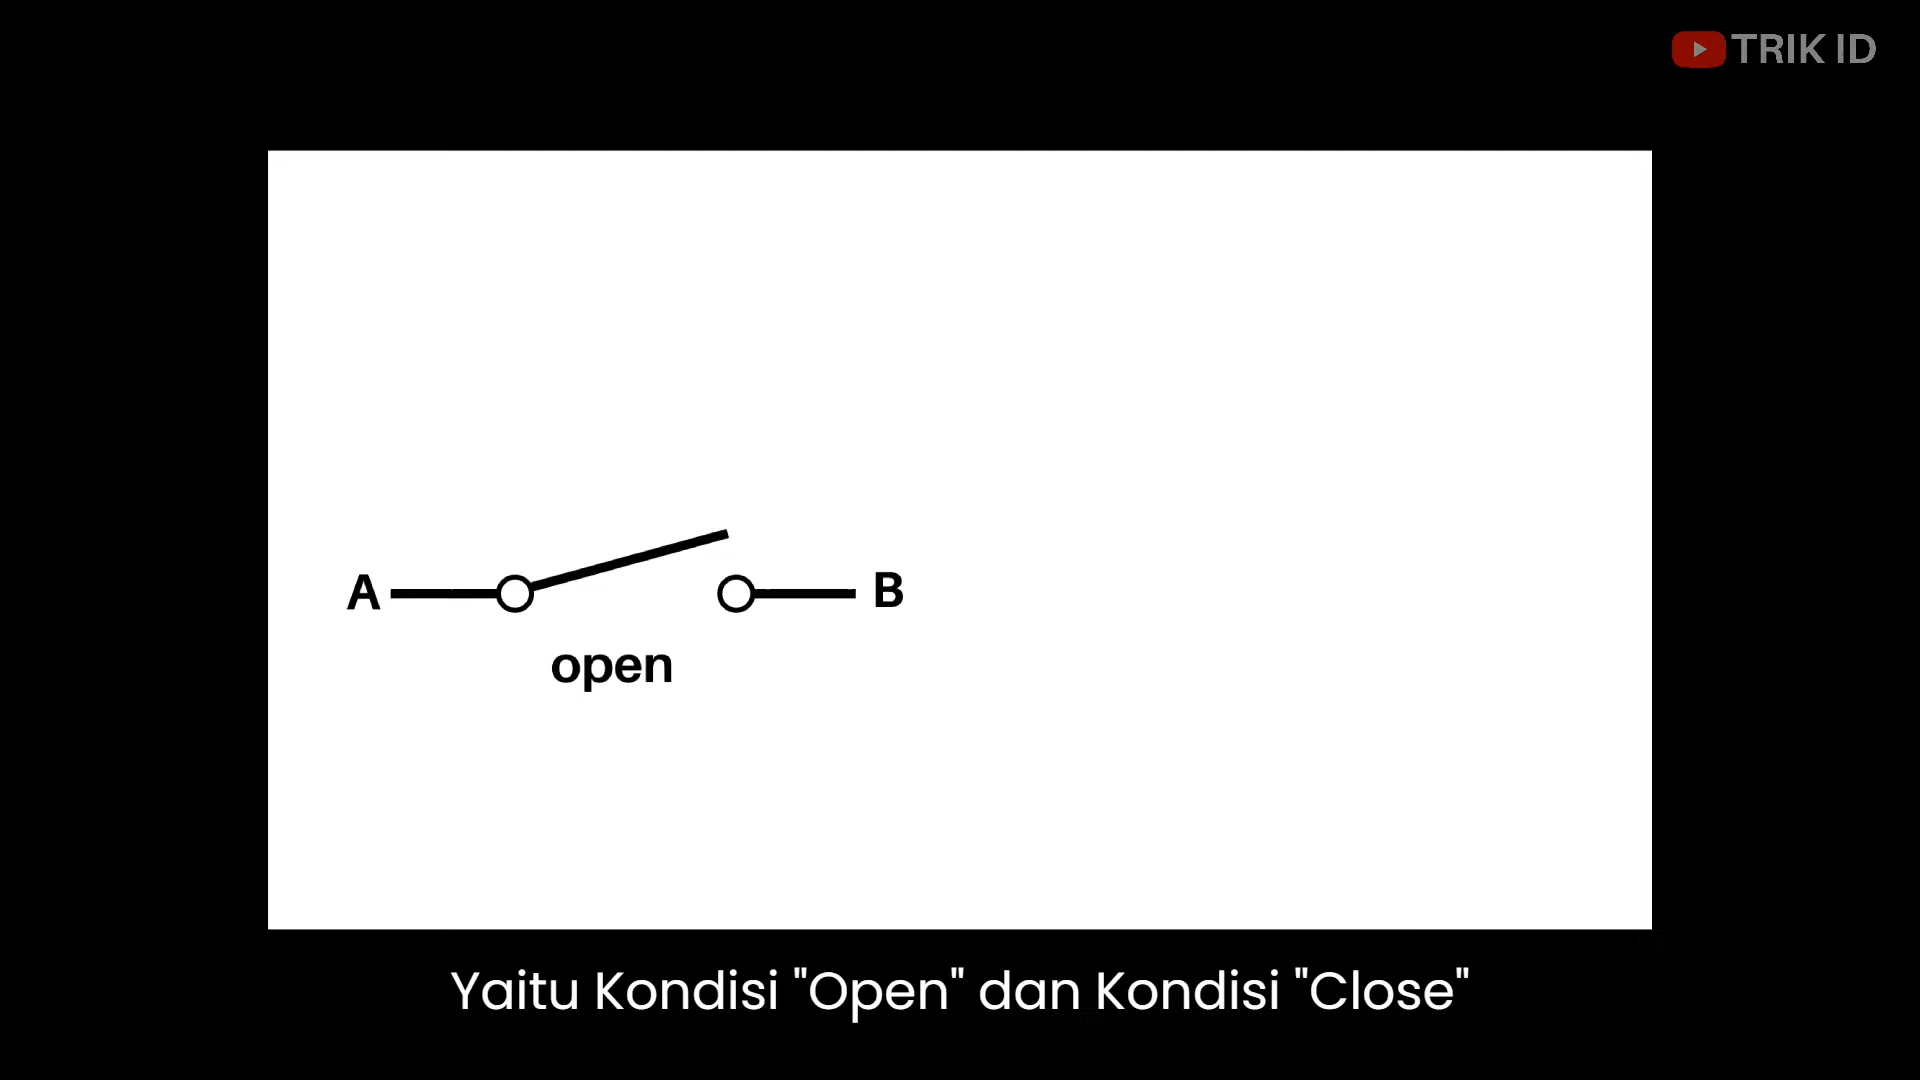 TRIK ID
A
B
open
Yaitu Kondisi "Open" dan Kondisi "Close"